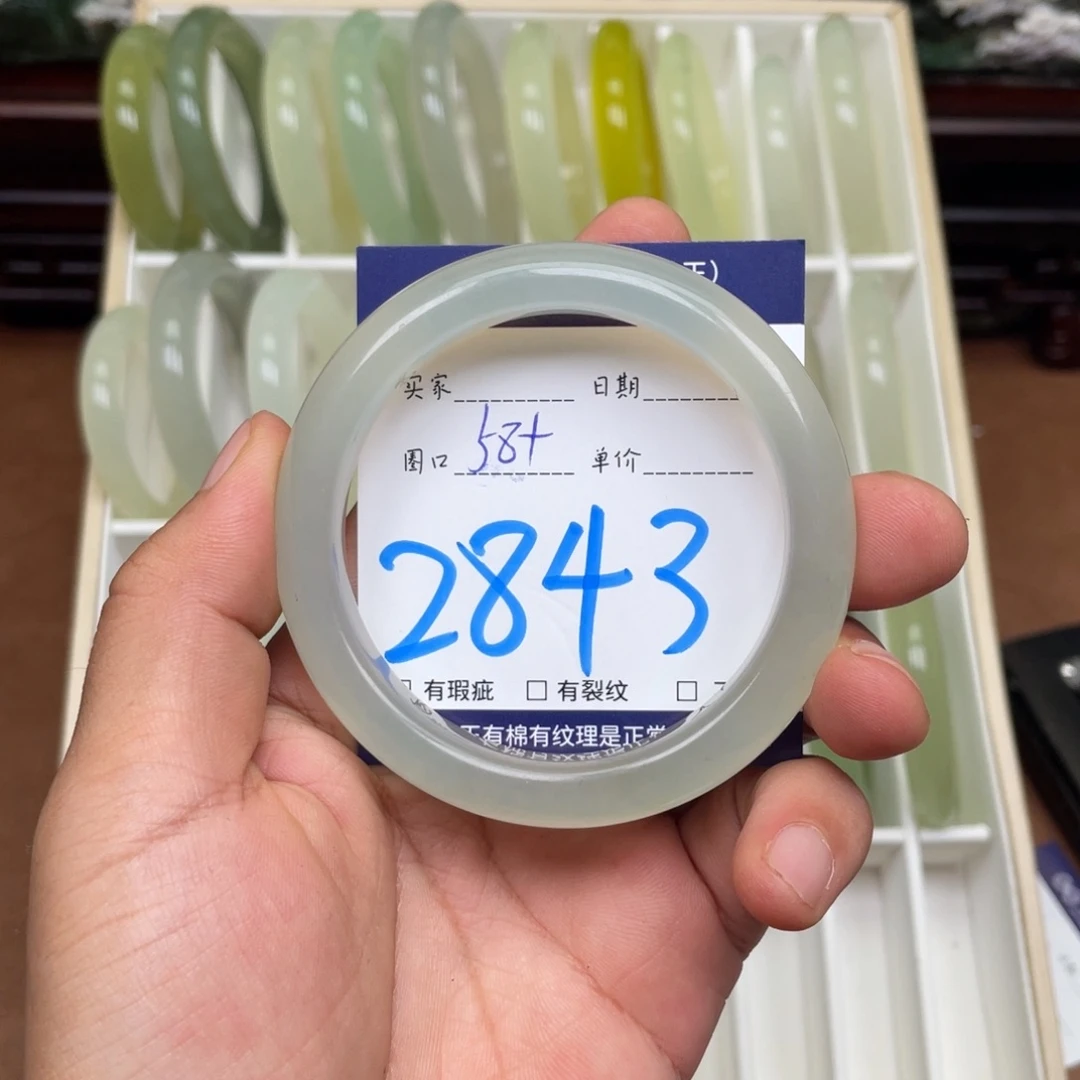 玉）
买家__________ 日期________
圈口 58+ 单价_________
2843
有瑕疵 □ 有裂纹 □
玉有棉有纹理是正常